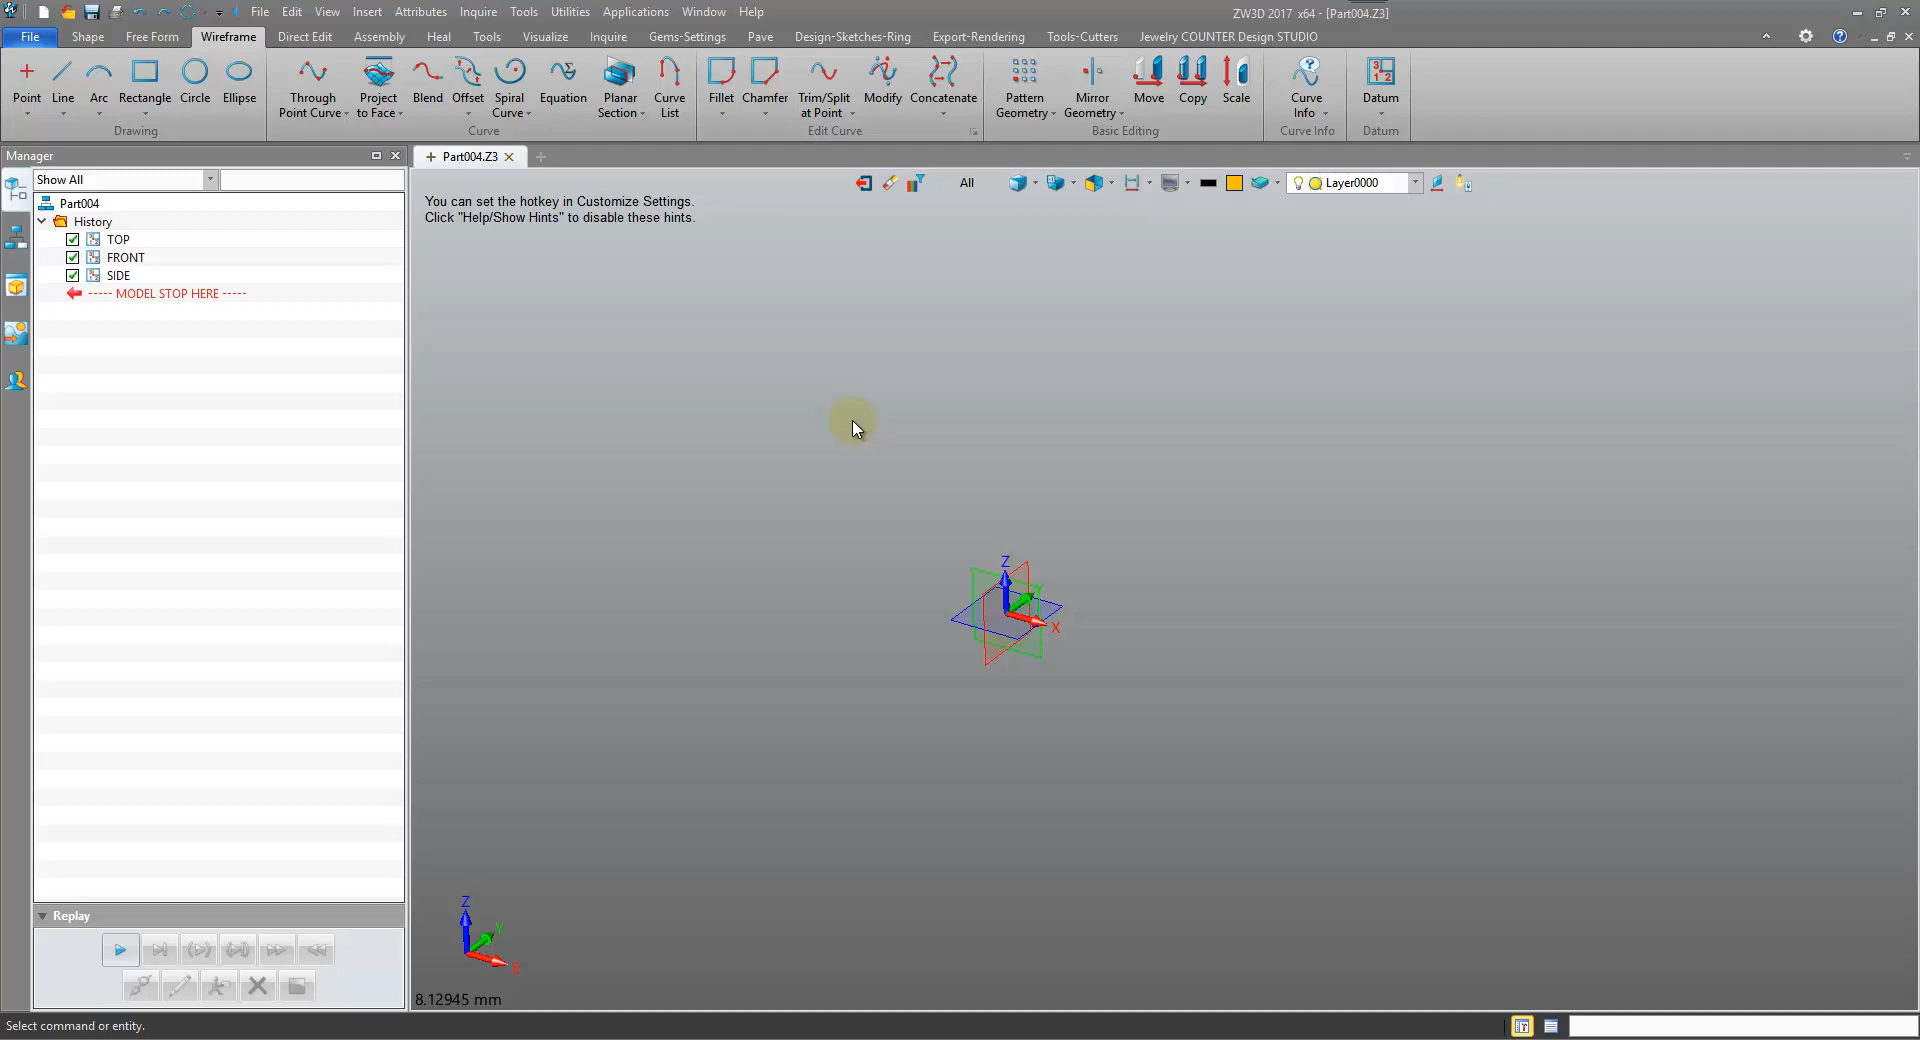 File Edit View Insert Attributes Inquire Tools Utilities Applications Window Help
ZW3D 2017 x64 - [Part004.Z3]
File Shape Free Form Wireframe Direct Edit Assembly Heal Tools Visualize Inquire Gems-Settings Pave Design-Sketches-Ring Export-Rendering Tools-Cutters Jewelry COUNTER Design STUDIO
Point Line Arc Rectangle Circle Ellipse
Drawing
Through Point Curve
Project to Face
Blend
Offset
Spiral Curve
Equation
Planar Section
Curve List
Curve
Fillet
Chamfer
Trim/Split at Point
Modify
Concatenate
Edit Curve
Pattern Geometry
Mirror Geometry
Move
Copy
Scale
Basic Editing
Curve Info
Curve Info
Datum
Datum
Manager
Show All
Part004
History
TOP
FRONT
SIDE
----- MODEL STOP HERE -----
Replay
Part004.Z3
All
Layer0000
You can set the hotkey in Customize Settings.
Click "Help/Show Hints" to disable these hints.
Z
Y
X
Z
Y
X
8.12945 mm
Select command or entity.